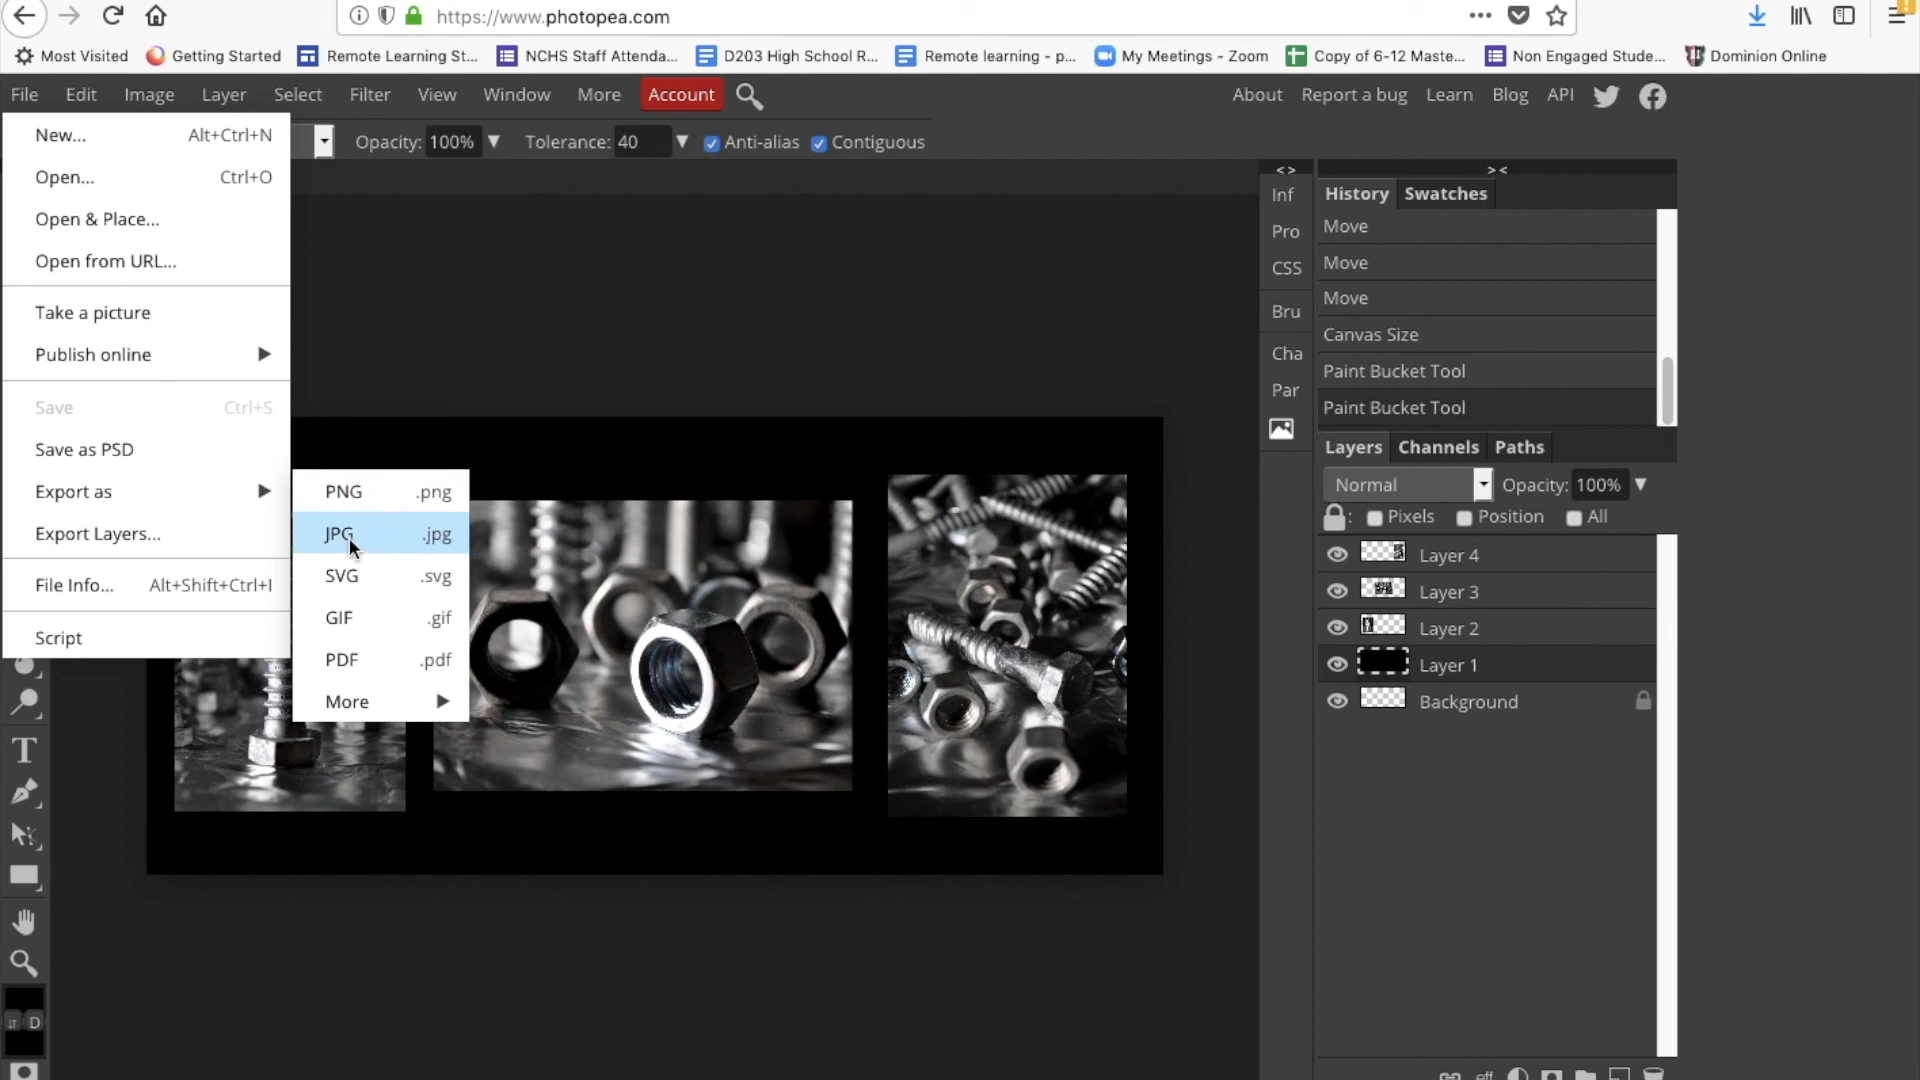 https://www.photopea.com
Most Visited Getting Started Remote Learning St... NCHS Staff Attenda... D203 High School R... Remote learning - p... My Meetings - Zoom Copy of 6-12 Maste... Non Engaged Stude... Dominion Online
File Edit Image Layer Select Filter View Window More Account About Report a bug Learn Blog API
Opacity: 100% Tolerance: 40 Anti-alias Contiguous
New... Alt+Ctrl+N
Open... Ctrl+O
Open & Place...
Open from URL...
Take a picture
Publish online
Save Ctrl+S
Save as PSD
Export as
Export Layers...
File Info... Alt+Shift+Ctrl+I
Script
PNG .png
JPG .jpg
SVG .svg
GIF .gif
PDF .pdf
More
T
D
Inf
Pro
CSS
Bru
Cha
Par
History Swatches
Move
Move
Move
Canvas Size
Paint Bucket Tool
Paint Bucket Tool
Layers Channels Paths
Normal Opacity: 100%
: Pixels Position All
Layer 4
Layer 3
Layer 2
Layer 1
Background
eff